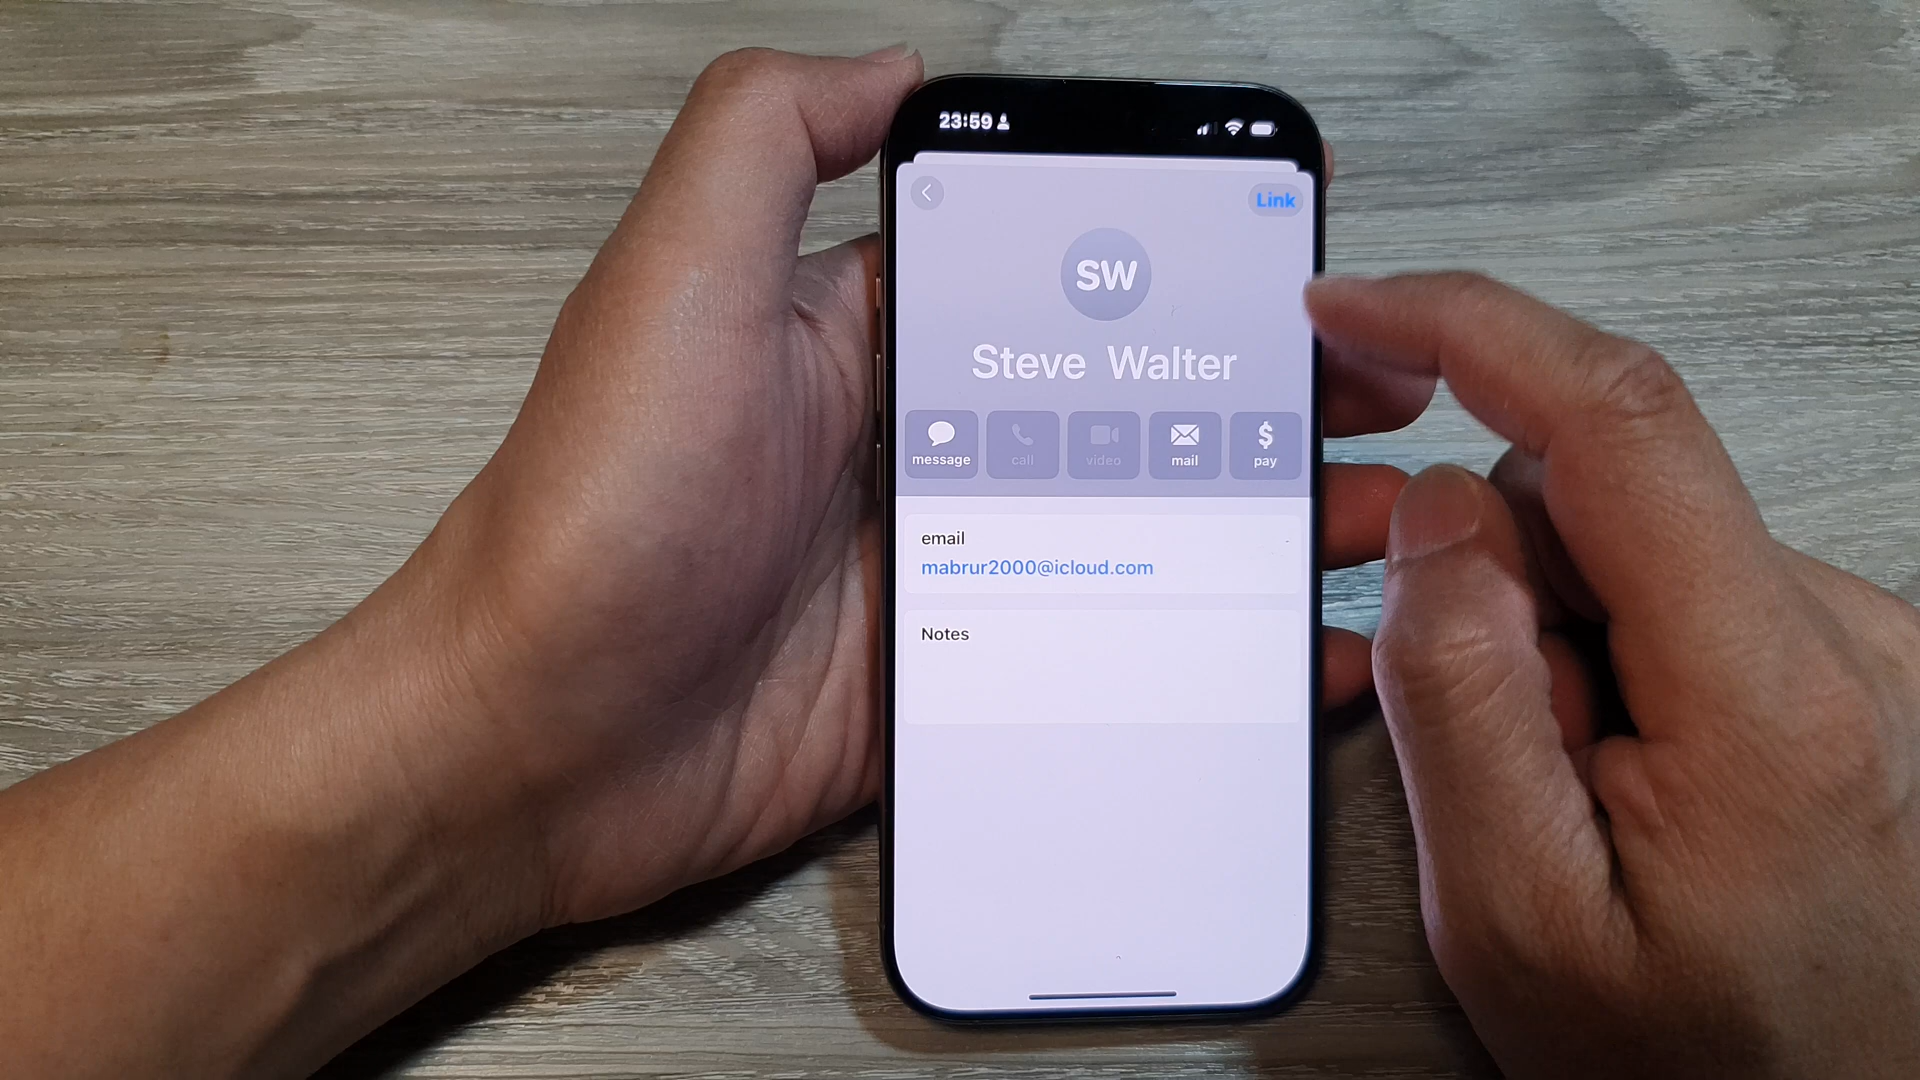 23:59
Link
SW
Steve Walter
message call video mail pay
email
mabrur2000@icloud.com
Notes